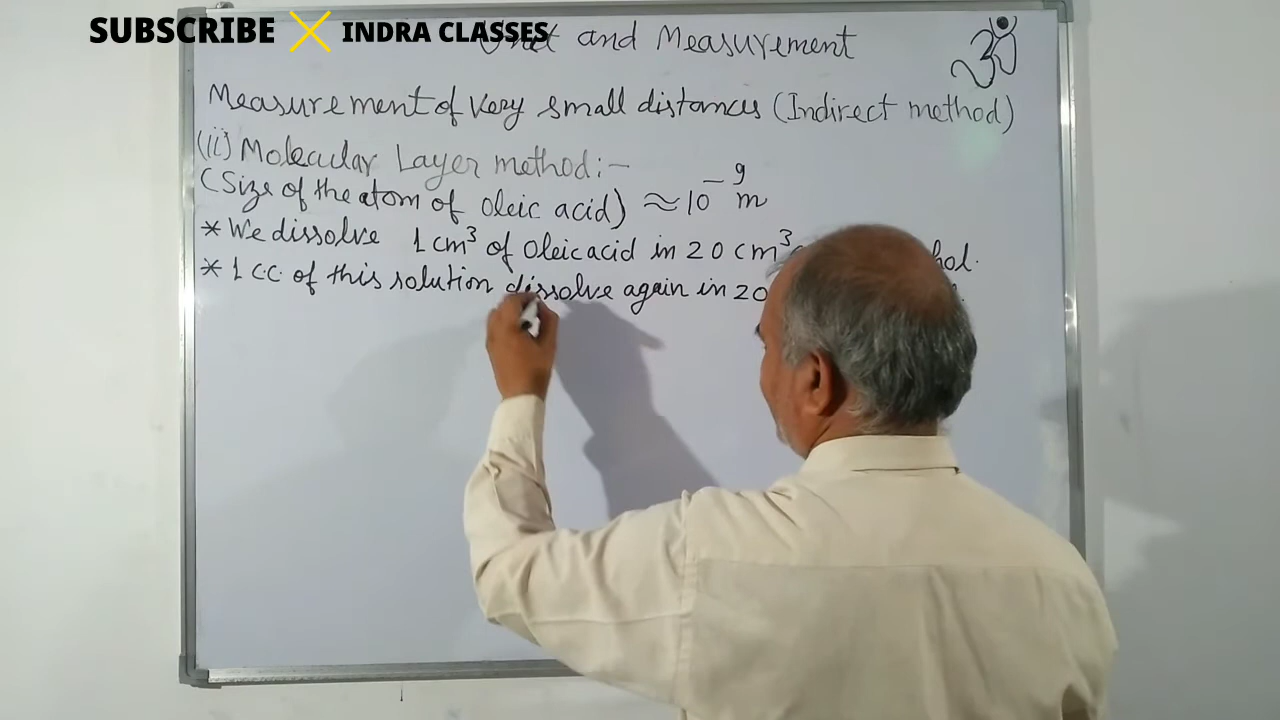 SUBSCRIBE INDRA CLASSES
Unit and Measurement
ॐ
Measurement of very small distances (Indirect method)
(ii) Molecular Layer method:-
(Size of the atom of oleic acid) ≈ 10⁻⁹ m
* We dissolve 1 cm³ of oleic acid in 20 cm³ hol.
* 1 c.c. of this solution dissolve again in 20